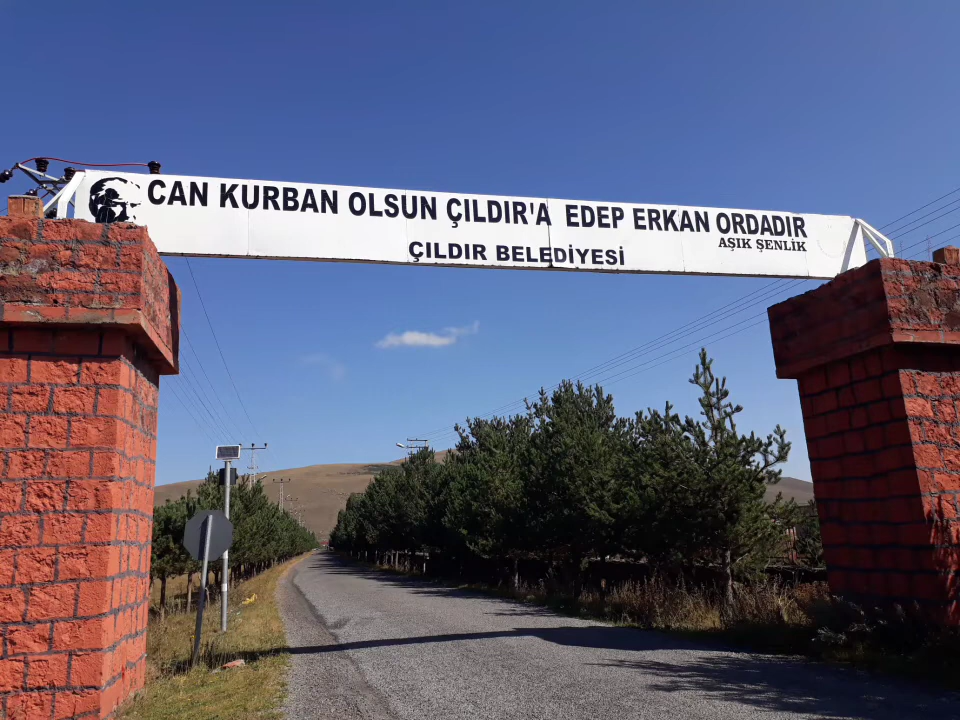 CAN KURBAN OLSUN ÇILDIR'A EDEP ERKAN ORDADIR
AŞIK ŞENLİK
ÇILDIR BELEDİYESİ